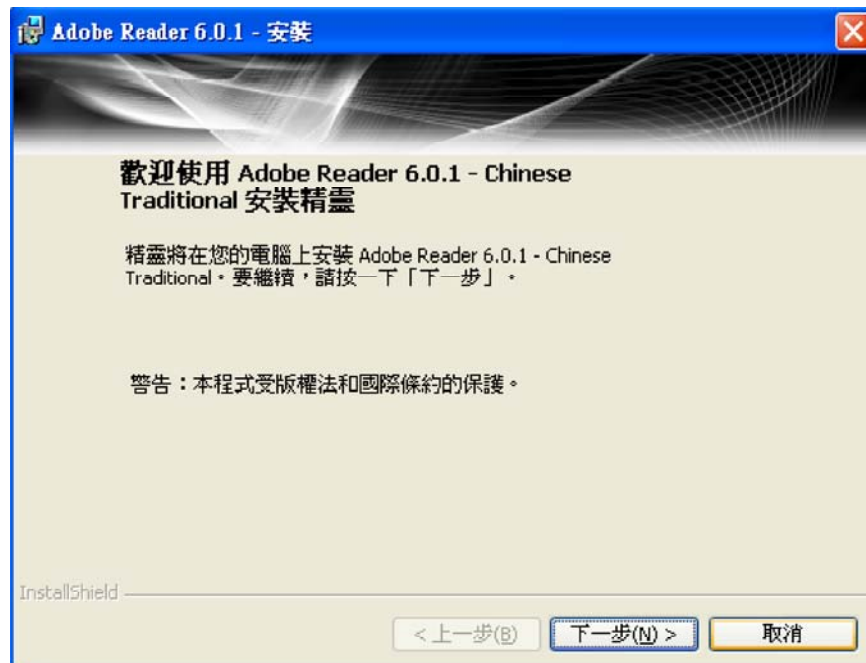 Adobe Reader 6.0.1 - 安裝
歡迎使用 Adobe Reader 6.0.1 - Chinese
Traditional 安裝精靈
精靈將在您的電腦上安裝 Adobe Reader 6.0.1 - Chinese
Traditional。要繼續，請按一下「下一步」。
警告：本程式受版權法和國際條約的保護。
InstallShield
< 上一步(B)
下一步(N) >
取消